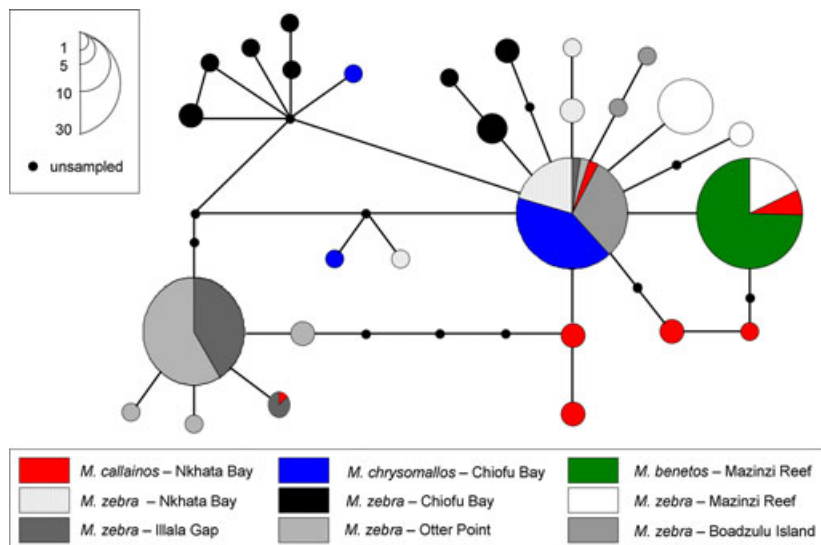 1
5
10
30
unsampled
M. callainos – Nkhata Bay
M. chrysomallos – Chiofu Bay
M. benetos – Mazinzi Reef
M. zebra – Nkhata Bay
M. zebra – Chiofu Bay
M. zebra – Mazinzi Reef
M. zebra – Illala Gap
M. zebra – Otter Point
M. zebra – Boadzulu Island